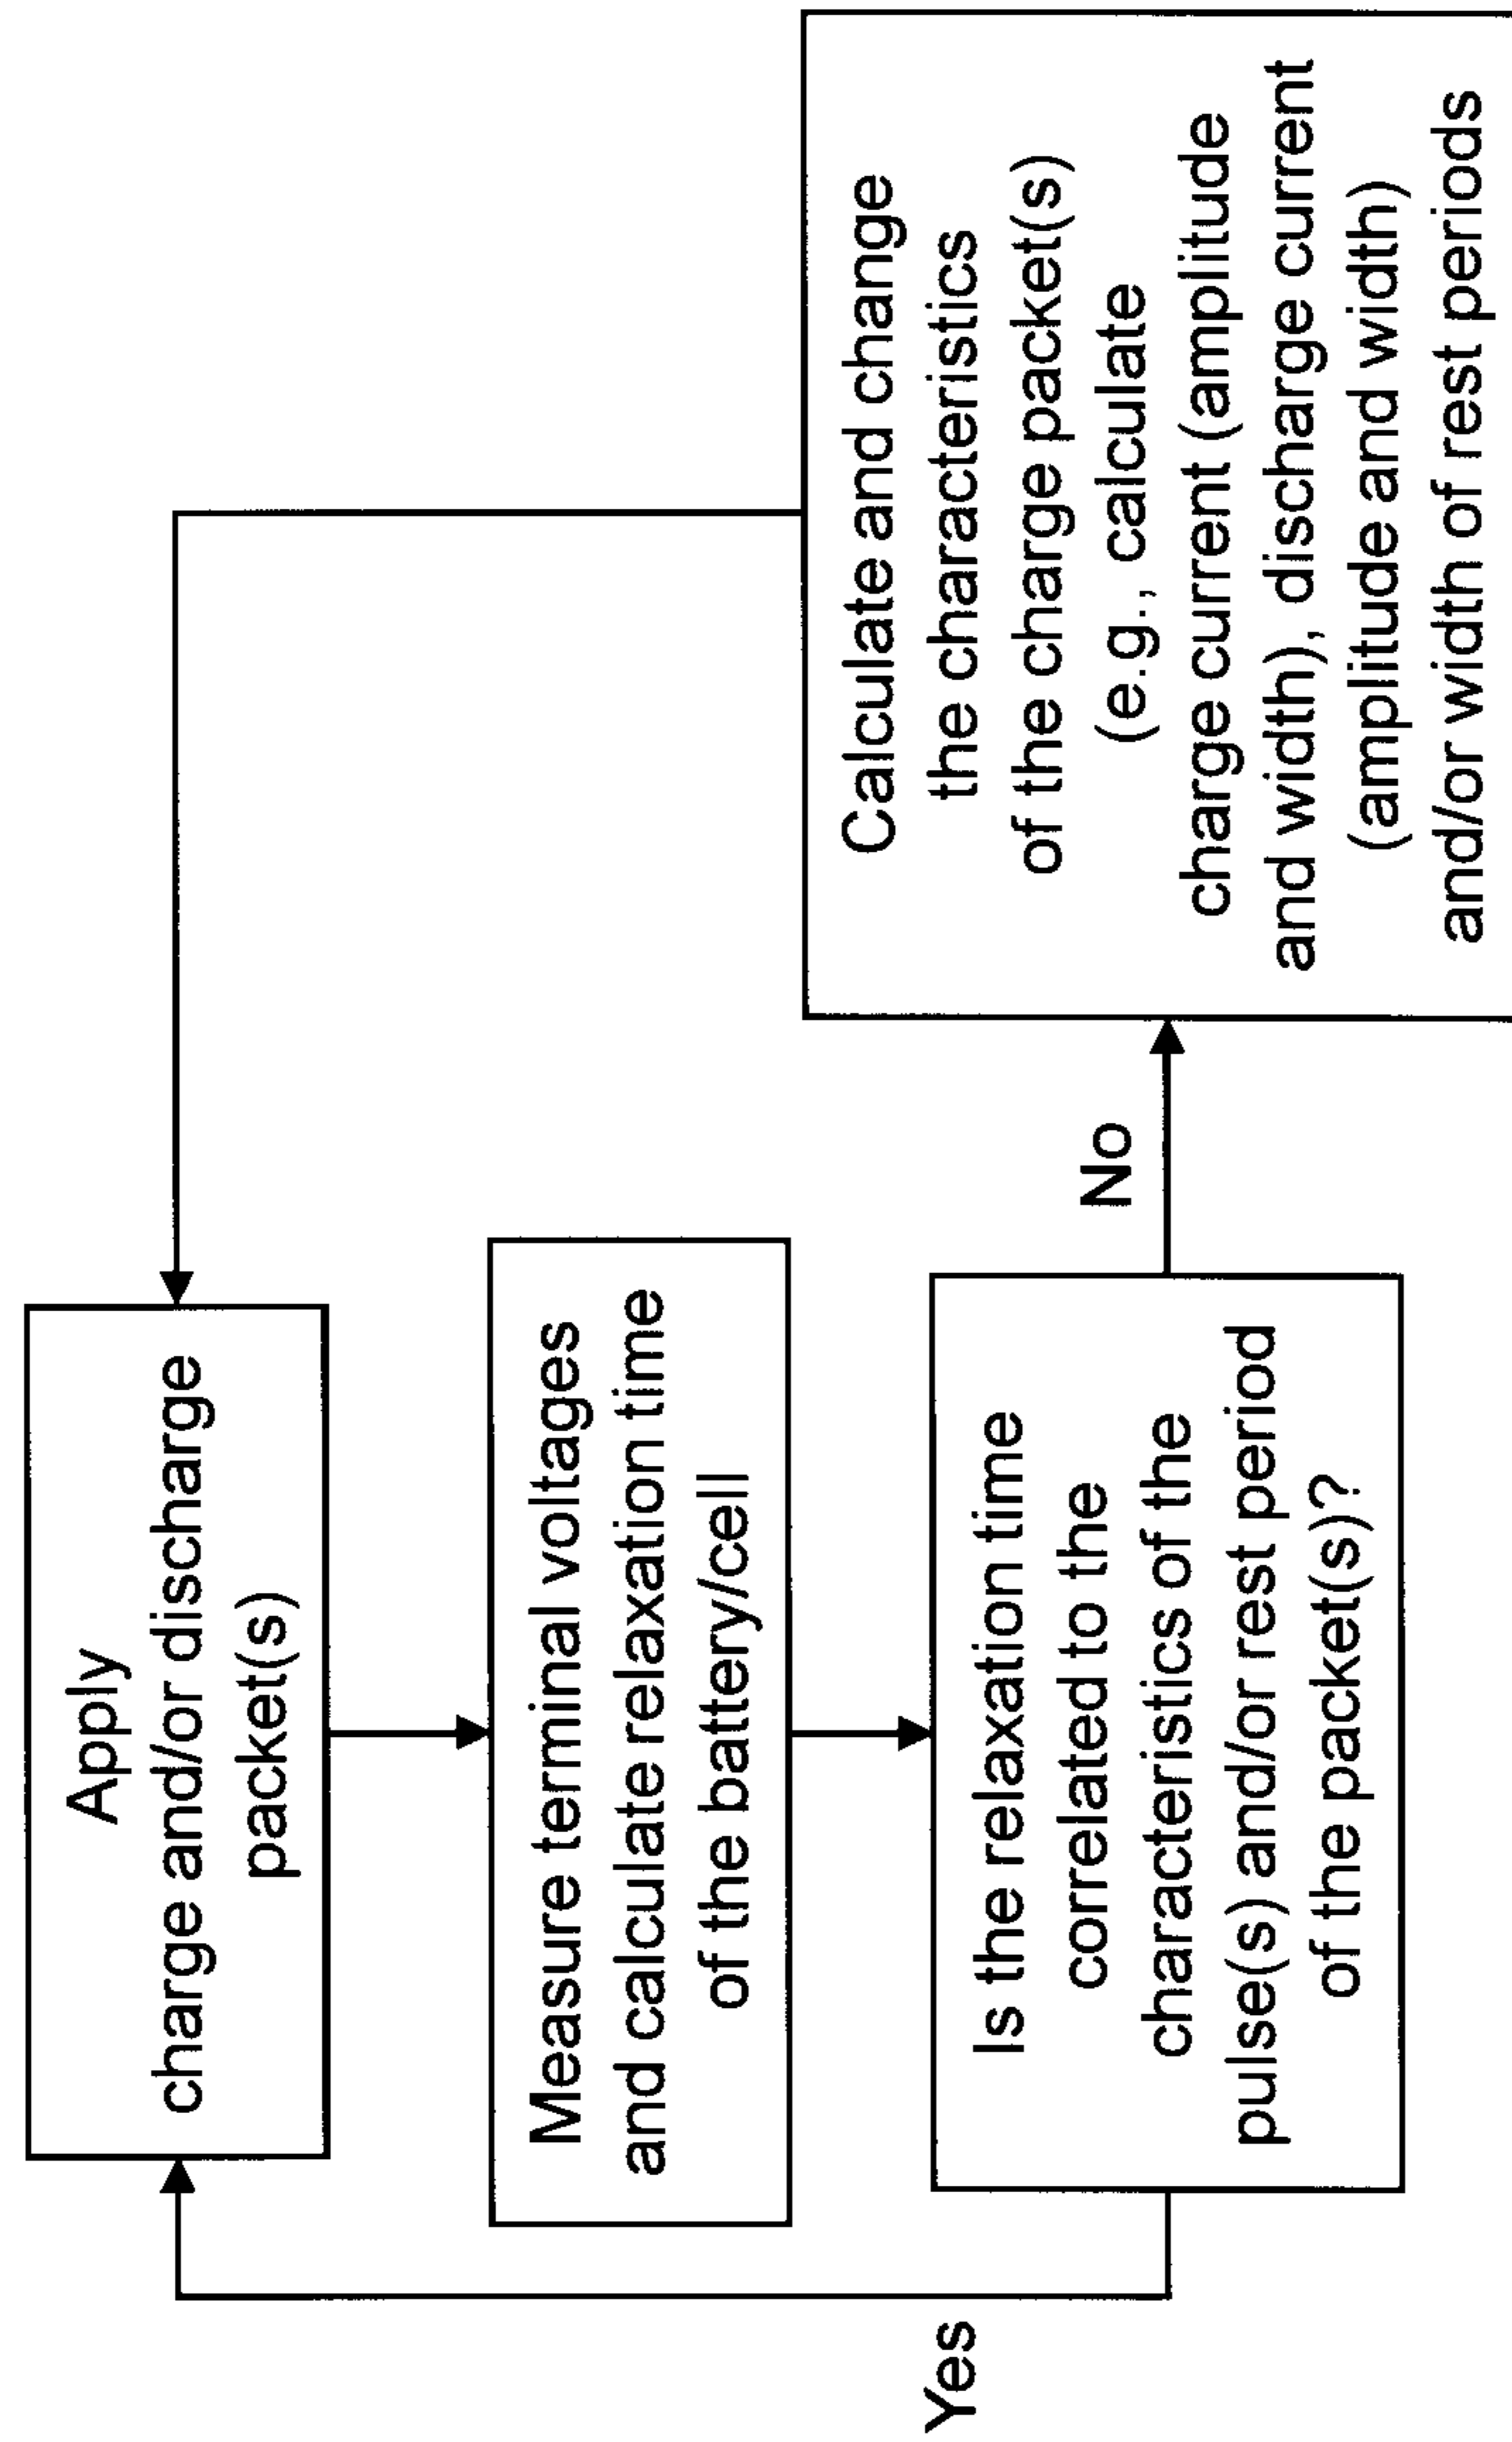 Apply
charge and/or discharge
packet(s)
Measure terminal voltages
and calculate relaxation time
of the battery/cell
Is the relaxation time
correlated to the
characteristics of the
pulse(s) and/or rest period
of the packet(s)?
Yes
No
Calculate and change
the characteristics
of the charge packet(s)
(e.g., calculate
charge current (amplitude
and width), discharge current
(amplitude and width)
and/or width of rest periods